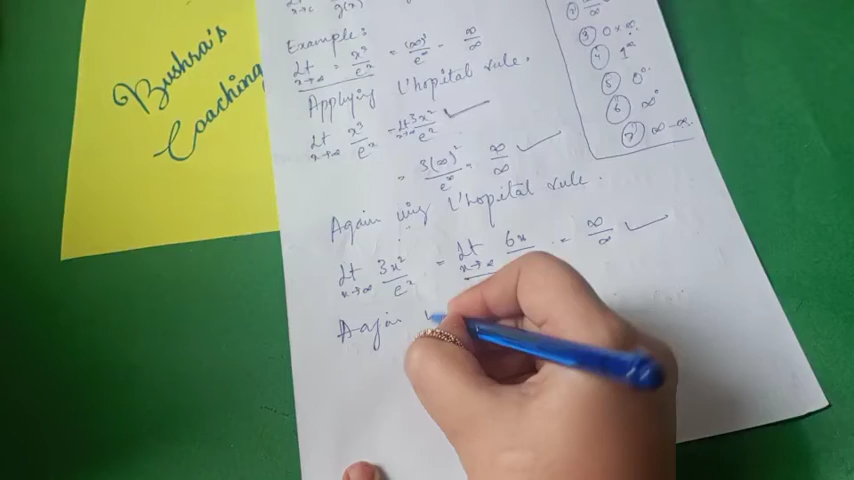 Bushra's
Coaching
Lt
x→c g(x)
Example:
Lt x→∞ = x³/eˣ = (∞)³/e^∞ = ∞/∞
Applying L'hopital rule.
Lt x→∞ x³/eˣ = Lt x→∞ 3x²/eˣ ✓
= 3(∞)²/e^∞ = ∞/∞ ✓
Again using L'hopital rule.
Lt x→∞ 3x²/eˣ = Lt x→∞ 6x = ∞/∞ ✓
Again
∞
③ 0×∞
④ 1^∞
⑤ 0⁰
⑥ ∞⁰
⑦ ∞-∞